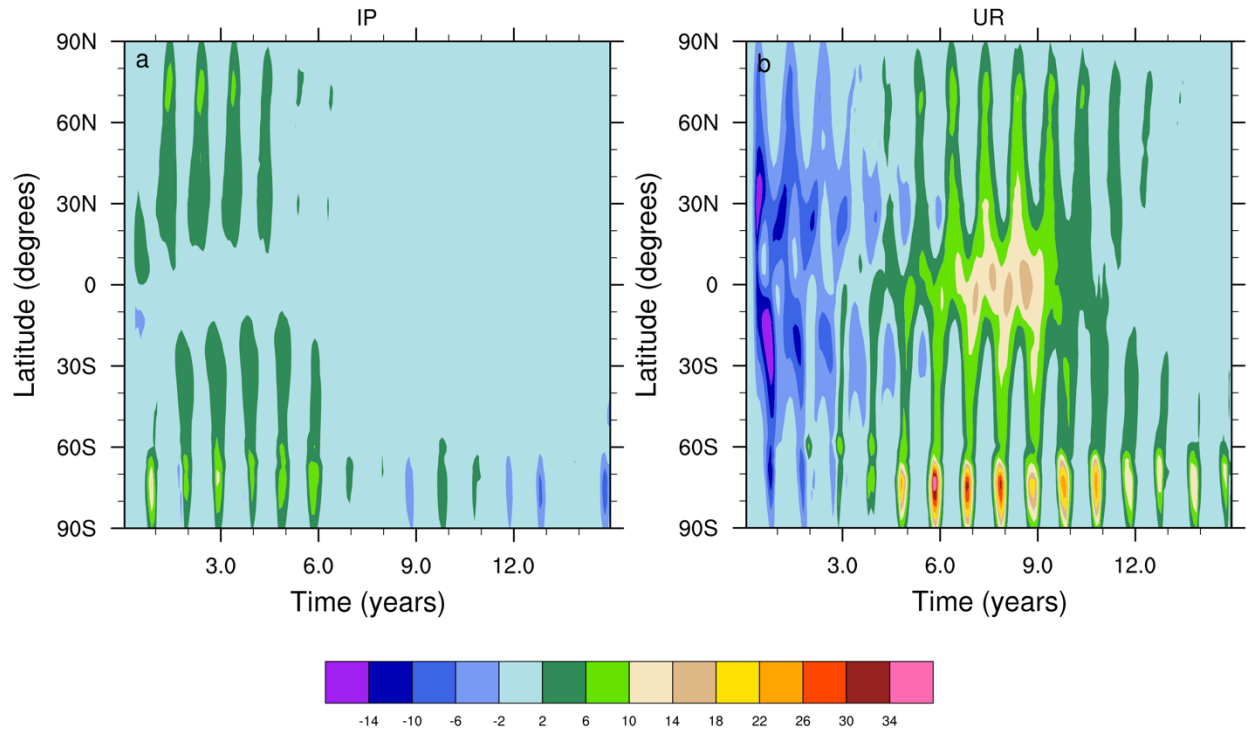 IP
UR
a
b
90N
60N
30N
0
30S
60S
90S
Latitude (degrees)
3.0 6.0 9.0 12.0
Time (years)
90N
60N
30N
0
30S
60S
90S
Latitude (degrees)
3.0 6.0 9.0 12.0
Time (years)
-14 -10 -6 -2 2 6 10 14 18 22 26 30 34